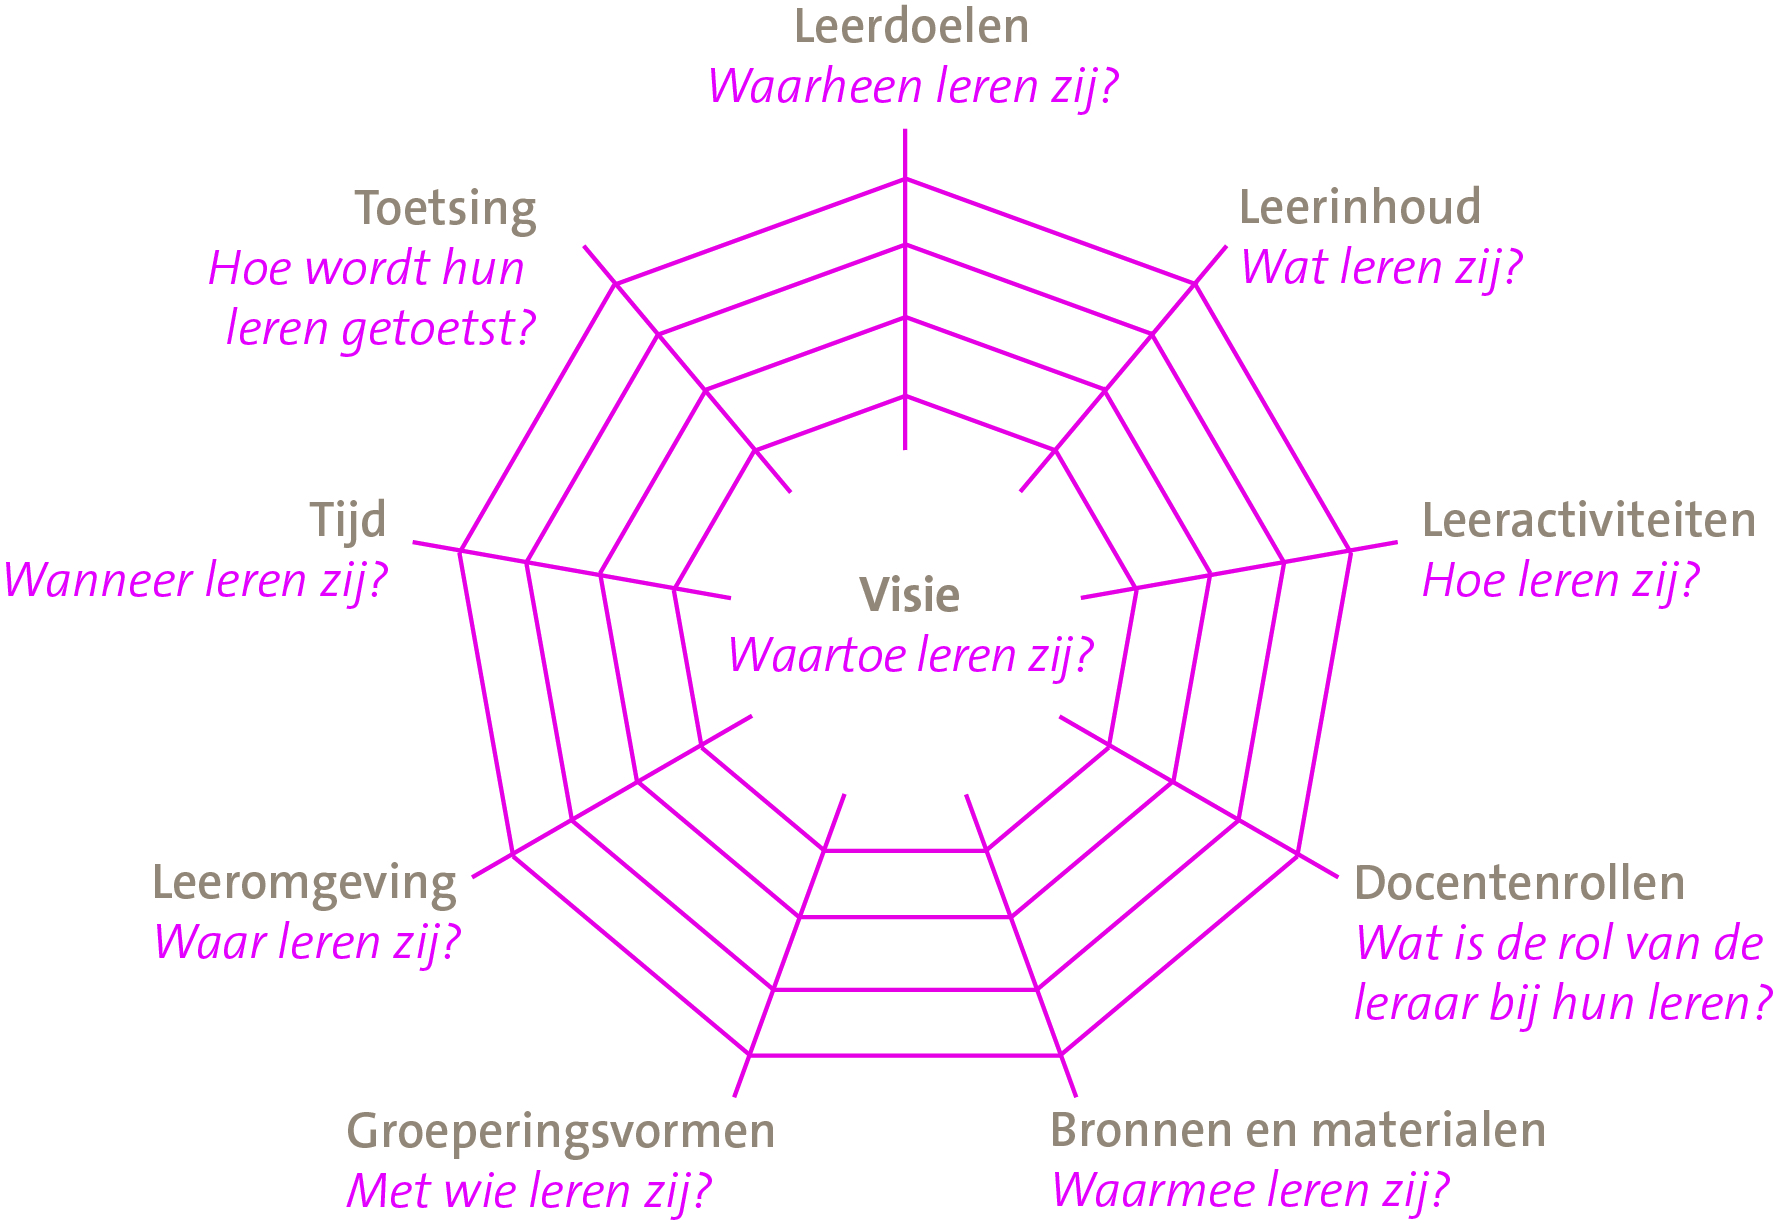 Leerdoelen
Waarheen leren zij?
Leerinhoud
Wat leren zij?
Leeractiviteiten
Hoe leren zij?
Docentenrollen
Wat is de rol van de
leraar bij hun leren?
Bronnen en materialen
Waarmee leren zij?
Groeperingsvormen
Met wie leren zij?
Leeromgeving
Waar leren zij?
Tijd
Wanneer leren zij?
Toetsing
Hoe wordt hun
leren getoetst?
Visie
Waartoe leren zij?